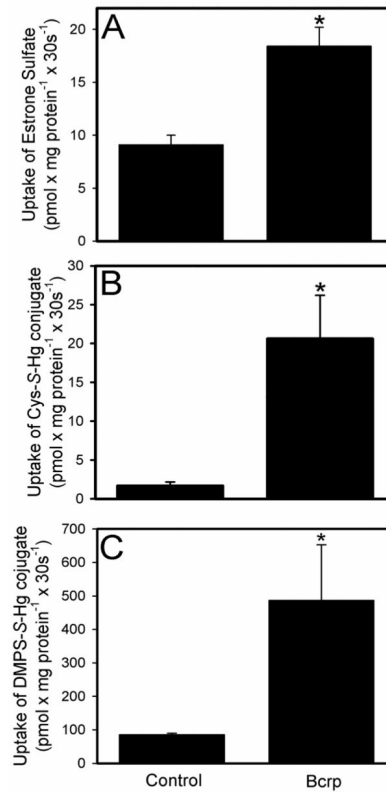 A
Uptake of Estrone Sulfate
(pmol x mg protein⁻¹ x 30s⁻¹)
20
15
10
5
0
*
B
Uptake of Cys-S-Hg conjugate
(pmol x mg protein⁻¹ x 30s⁻¹)
30
25
20
15
10
5
0
*
C
Uptake of DMPS-S-Hg cojugate
(pmol x mg protein⁻¹ x 30s⁻¹)
700
600
500
400
300
200
100
0
*
Control Bcrp